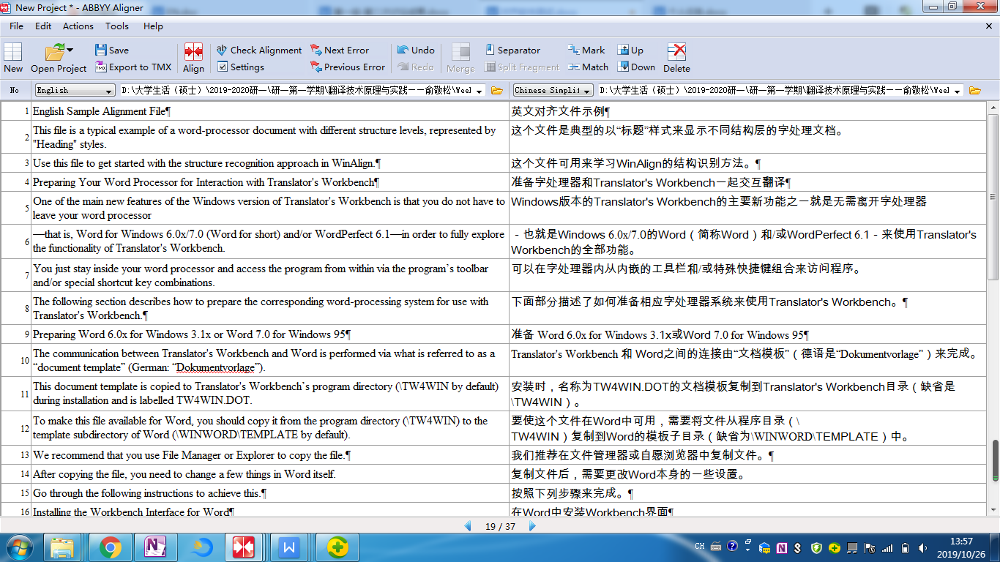 New Project * - ABBYY Aligner
File Edit Actions Tools Help
New Open Project Save Export to TMX Align Check Alignment Settings Next Error Previous Error Undo Redo Merge Separator Split Fragment Mark Match Up Down Delete
No English D:\大学生活（硕士）\2019-2020研一\研一第一学期\翻译技术原理与实践——俞敬松\Weel Chinese Simplif D:\大学生活（硕士）\2019-2020研一\研一第一学期\翻译技术原理与实践——俞敬松\Weel
1 English Sample Alignment File¶ 英文对齐文件示例¶
2 This file is a typical example of a word-processor document with different structure levels, represented by
"Heading" styles.
这个文件是典型的以“标题”样式来显示不同结构层的字处理文档。
3 Use this file to get started with the structure recognition approach in WinAlign.¶ 这个文件可用来学习WinAlign的结构识别方法。¶
4 Preparing Your Word Processor for Interaction with Translator's Workbench¶ 准备字处理器和Translator's Workbench一起交互翻译¶
5 One of the main new features of the Windows version of Translator's Workbench is that you do not have to
leave your word processor
Windows版本的Translator's Workbench的主要新功能之一就是无需离开字处理器
6 —that is, Word for Windows 6.0x/7.0 (Word for short) and/or WordPerfect 6.1—in order to fully explore
the functionality of Translator's Workbench.
－也就是Windows 6.0x/7.0的Word（简称Word）和/或WordPerfect 6.1－来使用Translator's
Workbench的全部功能。
7 You just stay inside your word processor and access the program from within via the program’s toolbar
and/or special shortcut key combinations.
可以在字处理器内从内嵌的工具栏和/或特殊快捷键组合来访问程序。
8 The following section describes how to prepare the corresponding word-processing system for use with
Translator's Workbench.¶
下面部分描述了如何准备相应字处理器系统来使用Translator's Workbench。¶
9 Preparing Word 6.0x for Windows 3.1x or Word 7.0 for Windows 95¶ 准备 Word 6.0x for Windows 3.1x或Word 7.0 for Windows 95¶
10 The communication between Translator's Workbench and Word is performed via what is referred to as a
“document template” (German: “Dokumentvorlage”).
Translator's Workbench 和 Word之间的连接由“文档模板”（德语是“Dokumentvorlage”）来完成。
11 This document template is copied to Translator's Workbench’s program directory (\TW4WIN by default)
during installation and is labelled TW4WIN.DOT.
安装时，名称为TW4WIN.DOT的文档模板复制到Translator's Workbench目录（缺省是
\TW4WIN）。
12 To make this file available for Word, you should copy it from the program directory (\TW4WIN) to the
template subdirectory of Word (\WINWORD\TEMPLATE by default).
要使这个文件在Word中可用，需要将文件从程序目录（\
TW4WIN）复制到Word的模板子目录（缺省为\WINWORD\TEMPLATE）中。
13 We recommend that you use File Manager or Explorer to copy the file.¶ 我们推荐在文件管理器或自愿浏览器中复制文件。¶
14 After copying the file, you need to change a few things in Word itself. 复制文件后，需要更改Word本身的一些设置。
15 Go through the following instructions to achieve this.¶ 按照下列步骤来完成。¶
16 Installing the Workbench Interface for Word¶ 在Word中安装Workbench界面¶
19 / 37
CH 13:57
2019/10/26